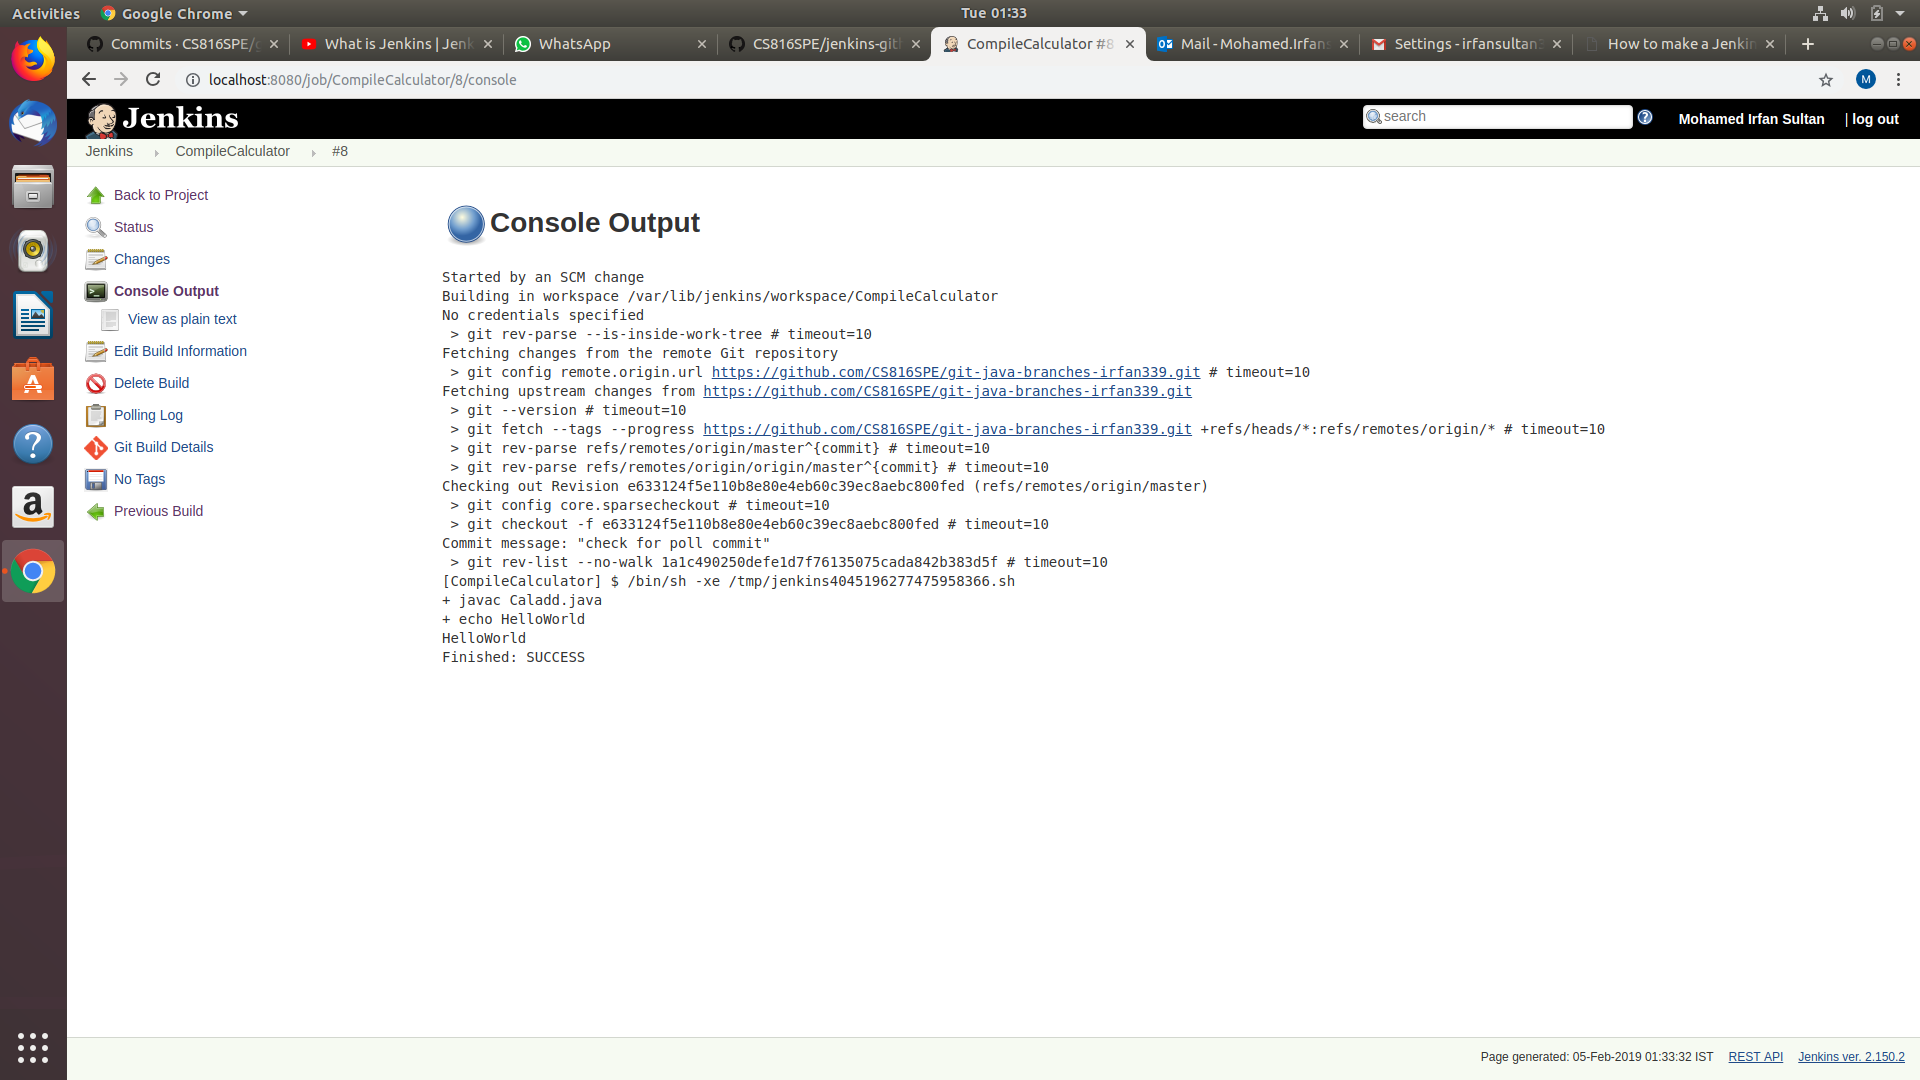 Activities Google Chrome Tue 01:33
Commits · CS816SPE/g What is Jenkins | Jenk WhatsApp CS816SPE/jenkins-gith CompileCalculator #8 Mail - Mohamed.Irfans Settings - irfansultan3 How to make a Jenkin
localhost:8080/job/CompileCalculator/8/console M
Jenkins search Mohamed Irfan Sultan | log out
Jenkins CompileCalculator #8
Back to Project
Status
Changes
Console Output
View as plain text
Edit Build Information
Delete Build
Polling Log
Git Build Details
No Tags
Previous Build
Console Output
Started by an SCM change
Building in workspace /var/lib/jenkins/workspace/CompileCalculator
No credentials specified
> git rev-parse --is-inside-work-tree # timeout=10
Fetching changes from the remote Git repository
> git config remote.origin.url https://github.com/CS816SPE/git-java-branches-irfan339.git # timeout=10
Fetching upstream changes from https://github.com/CS816SPE/git-java-branches-irfan339.git
> git --version # timeout=10
> git fetch --tags --progress https://github.com/CS816SPE/git-java-branches-irfan339.git +refs/heads/*:refs/remotes/origin/* # timeout=10
> git rev-parse refs/remotes/origin/master^{commit} # timeout=10
> git rev-parse refs/remotes/origin/origin/master^{commit} # timeout=10
Checking out Revision e633124f5e110b8e80e4eb60c39ec8aebc800fed (refs/remotes/origin/master)
> git config core.sparsecheckout # timeout=10
> git checkout -f e633124f5e110b8e80e4eb60c39ec8aebc800fed # timeout=10
Commit message: "check for poll commit"
> git rev-list --no-walk 1a1c490250defe1d7f76135075cada842b383d5f # timeout=10
[CompileCalculator] $ /bin/sh -xe /tmp/jenkins4045196277475958366.sh
+ javac Caladd.java
+ echo HelloWorld
HelloWorld
Finished: SUCCESS
Page generated: 05-Feb-2019 01:33:32 IST REST API Jenkins ver. 2.150.2